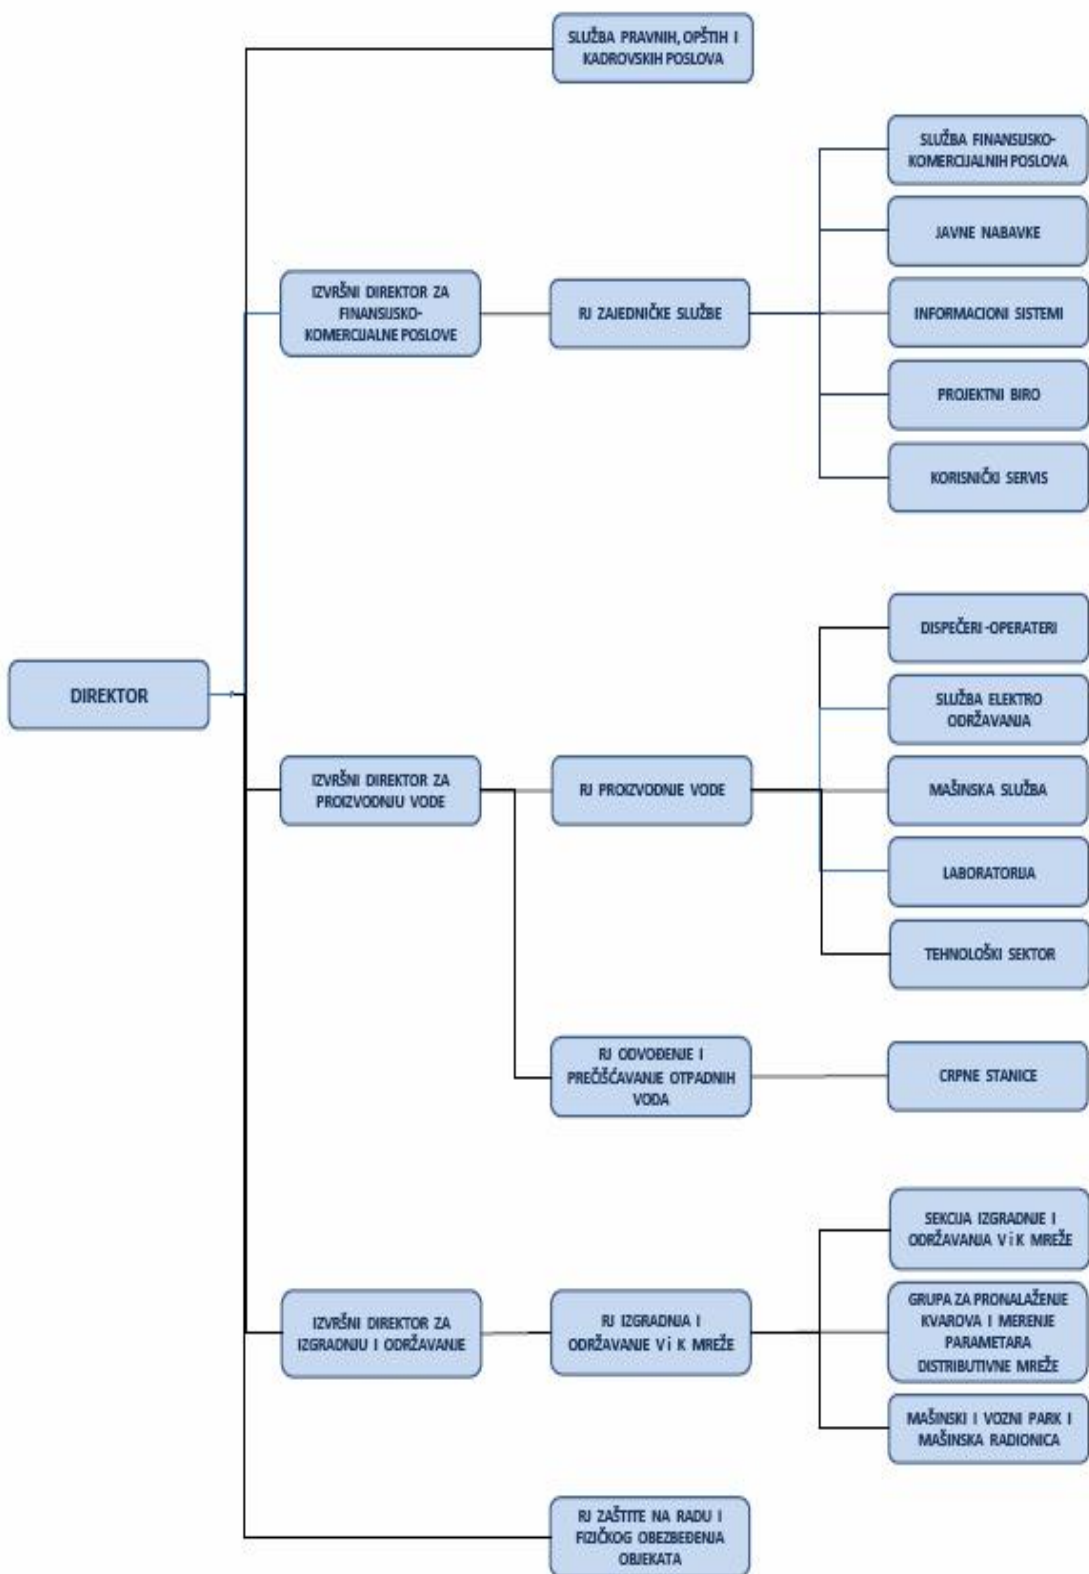 SLUŽBA PRAVNIH, OPŠTIH I
KADROVSKIH POSLOVA
SLUŽBA FINANSIJSKO-
KOMERCIJALNIH POSLOVA
JAVNE NABAVKE
IZVRŠNI DIREKTOR ZA
FINANSIJSKO-
KOMERCIJALNE POSLOVE
RJ ZAJEDNIČKE SLUŽBE
INFORMACIONI SISTEMI
PROJEKTNI BIRO
KORISNIČKI SERVIS
DIREKTOR
DISPEČERI -OPERATERI
SLUŽBA ELEKTRO
ODRŽAVANJA
IZVRŠNI DIREKTOR ZA
PROIZVODNJU VODE
RJ PROIZVODNJE VODE
MAŠINSKA SLUŽBA
LABORATORIJA
TEHNOLOŠKI SEKTOR
RJ ODVOĐENJE I
PREČIŠĆAVANJE OTPADNIH
VODA
CRPNE STANICE
SEKCIJA IZGRADNJE I
ODRŽAVANJA V i K MREŽE
IZVRŠNI DIREKTOR ZA
IZGRADNJU I ODRŽAVANJE
RJ IZGRADNJA I
ODRŽAVANJE V i K MREŽE
GRUPA ZA PRONALAŽENJE
KVAROVA I MERENJE
PARAMETARA
DISTRIBUTIVNE MREŽE
MAŠINSKI I VOZNI PARK I
MAŠINSKA RADIONICA
RJ ZAŠTITE NA RADU I
FIZIČKOG OBEZBEĐENJA
OBJEKATA